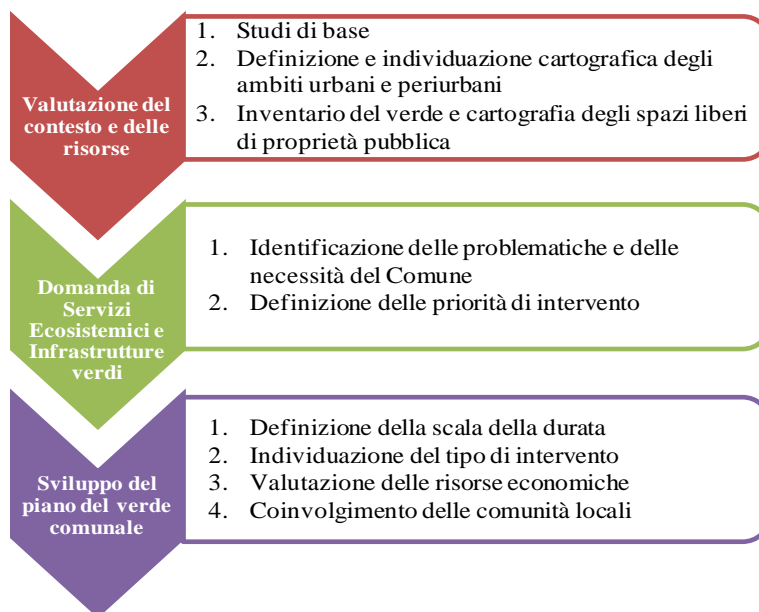 Valutazione del
contesto e delle
risorse
1. Studi di base
2. Definizione e individuazione cartografica degli
ambiti urbani e periurbani
3. Inventario del verde e cartografia degli spazi liberi
di proprietà pubblica
Domanda di
Servizi
Ecosistemici e
Infrastrutture
verdi
1. Identificazione delle problematiche e delle
necessità del Comune
2. Definizione delle priorità di intervento
Sviluppo del
piano del verde
comunale
1. Definizione della scala della durata
2. Individuazione del tipo di intervento
3. Valutazione delle risorse economiche
4. Coinvolgimento delle comunità locali